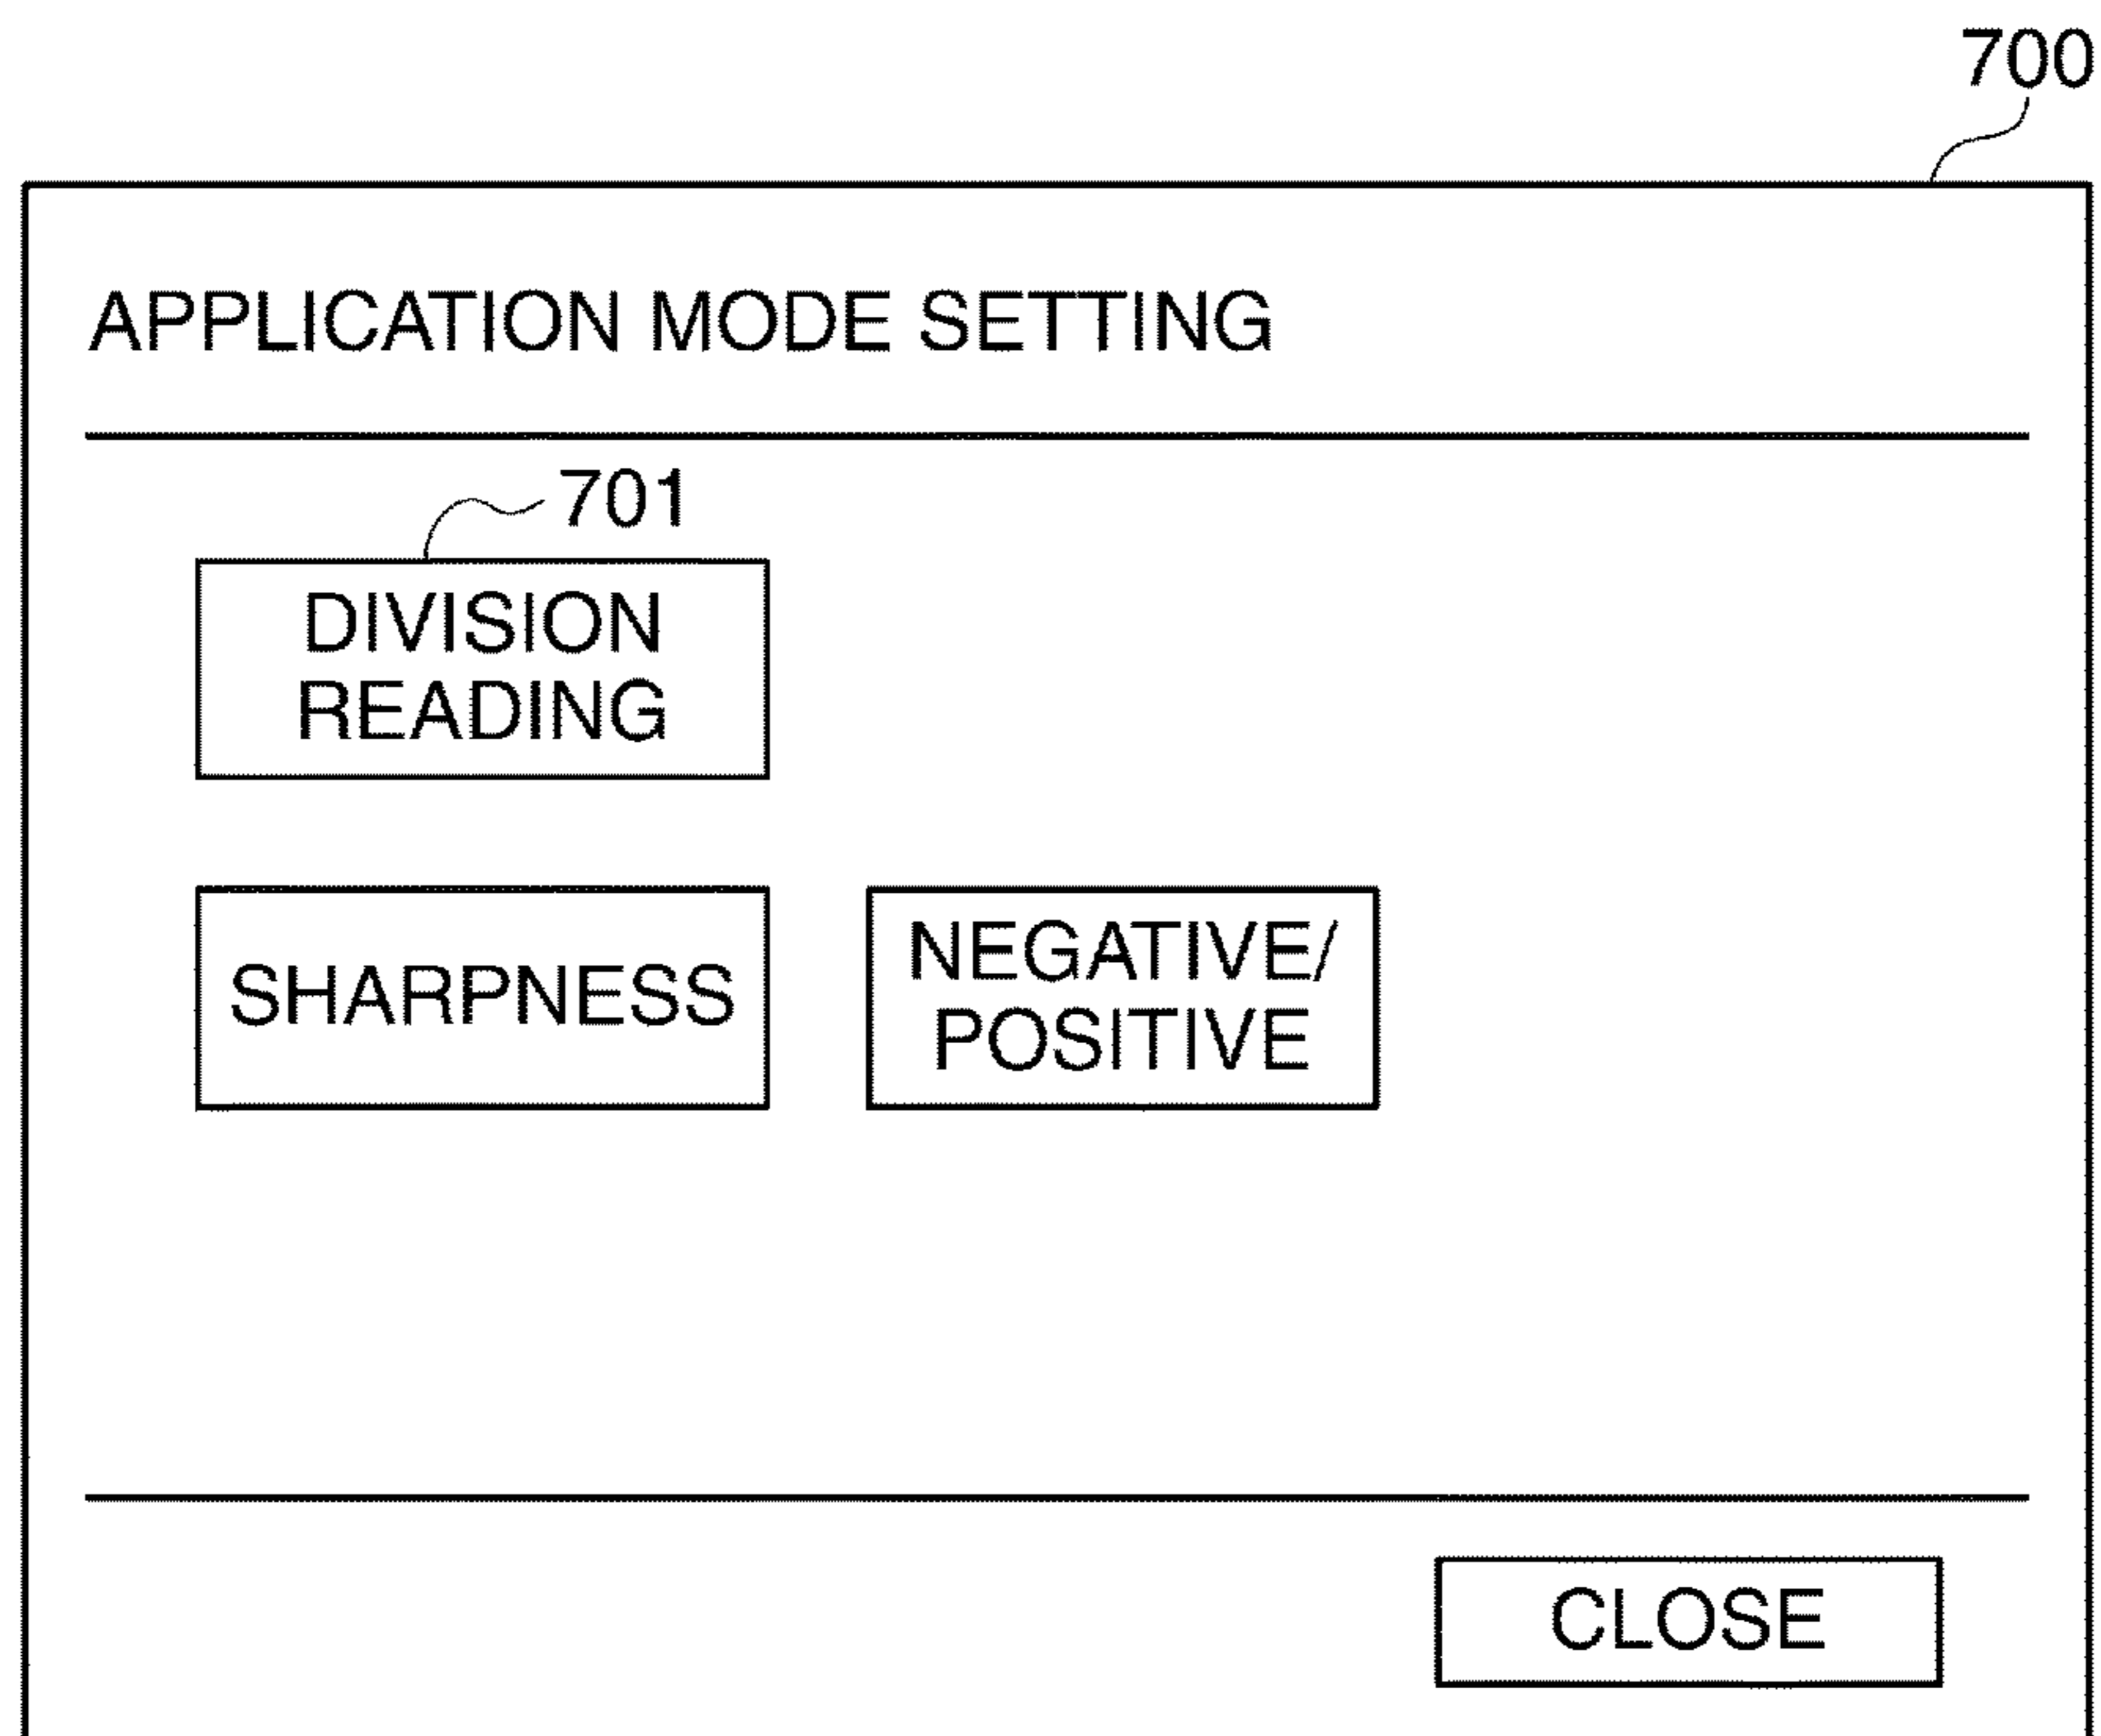 700
APPLICATION MODE SETTING
701
DIVISION
READING
SHARPNESS
NEGATIVE/
POSITIVE
CLOSE